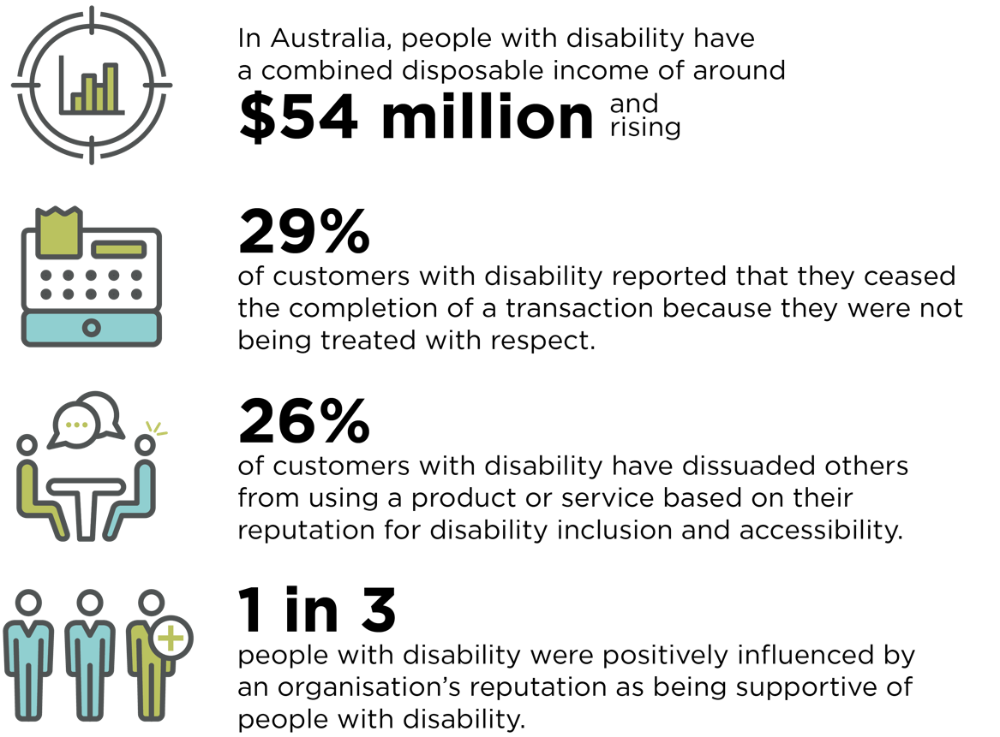 In Australia, people with disability have
a combined disposable income of around
$54 million and
rising
29%
of customers with disability reported that they ceased
the completion of a transaction because they were not
being treated with respect.
26%
of customers with disability have dissuaded others
from using a product or service based on their
reputation for disability inclusion and accessibility.
1 in 3
people with disability were positively influenced by
an organisation’s reputation as being supportive of
people with disability.